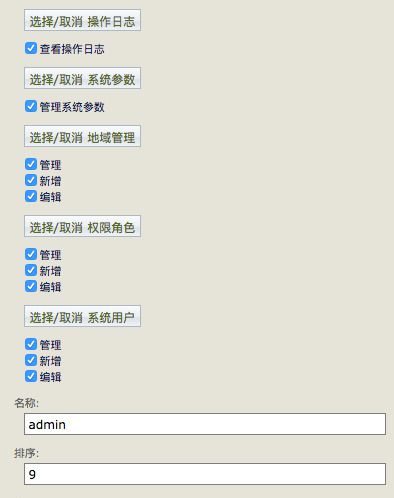 选择/取消 操作日志
查看操作日志
选择/取消 系统参数
管理系统参数
选择/取消 地域管理
管理
新增
编辑
选择/取消 权限角色
管理
新增
编辑
选择/取消 系统用户
管理
新增
编辑
名称:
admin
排序:
9